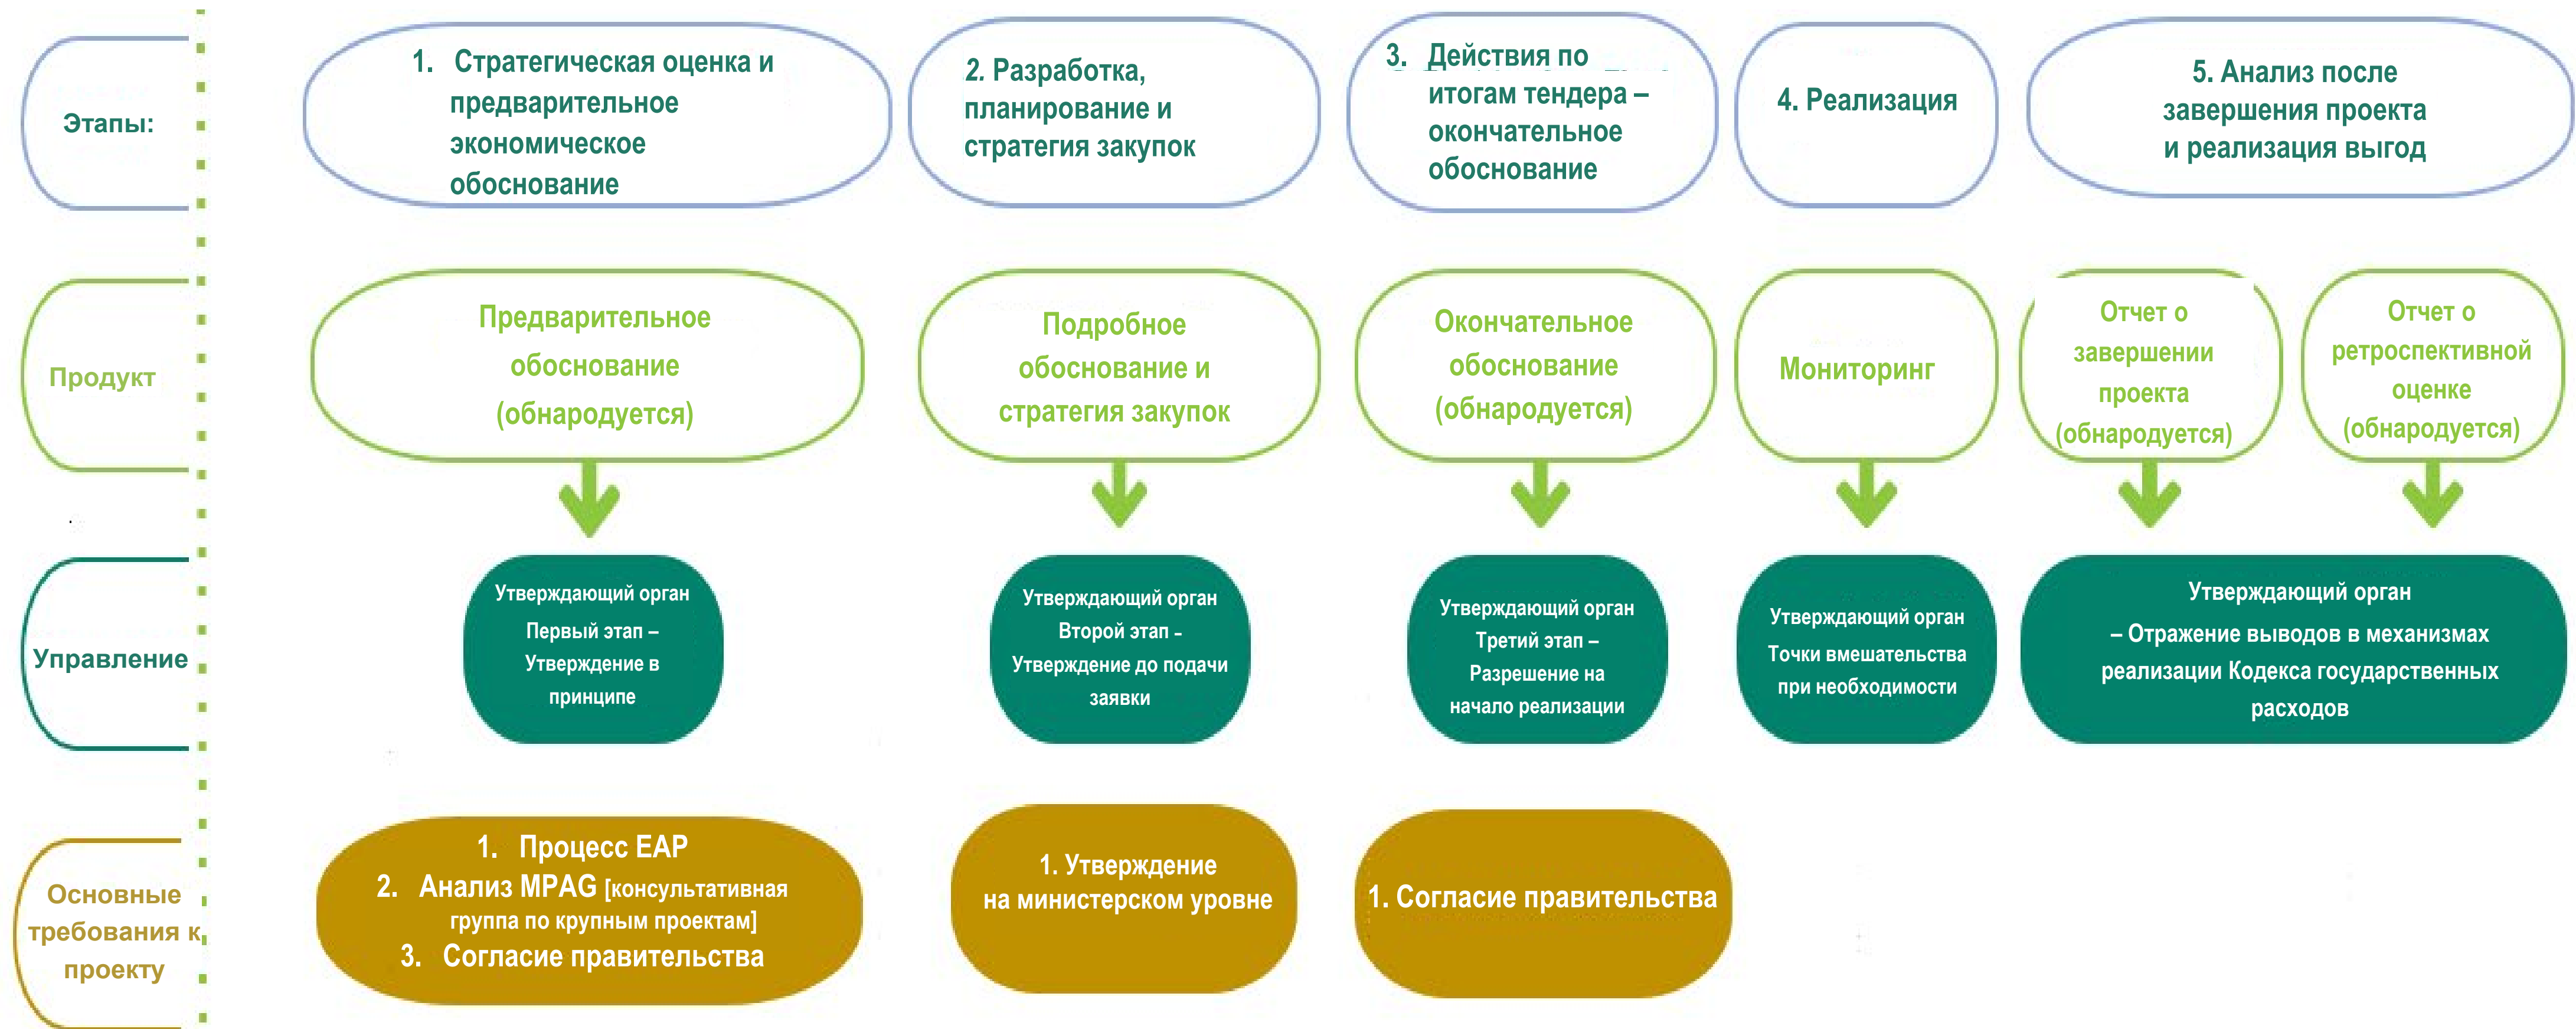 Этапы:
1. Стратегическая оценка и
предварительное
экономическое
обоснование
2. Разработка,
планирование и
стратегия закупок
3. Действия по
итогам тендера –
окончательное
обоснование
4. Реализация
5. Анализ после
завершения проекта
и реализация выгод
Продукт
Предварительное
обоснование
(обнародуется)
Подробное
обоснование и
стратегия закупок
Окончательное
обоснование
(обнародуется)
Мониторинг
Отчет о
завершении
проекта
(обнародуется)
Отчет о
ретроспективной
оценке
(обнародуется)
Управление
Утверждающий орган
Первый этап –
Утверждение в
принципе
Утверждающий орган
Второй этап -
Утверждение до подачи
заявки
Утверждающий орган
Третий этап –
Разрешение на
начало реализации
Утверждающий орган
Точки вмешательства
при необходимости
Утверждающий орган
– Отражение выводов в механизмах
реализации Кодекса государственных
расходов
Основные
требования к
проекту
1. Процесс EAP
2. Анализ MPAG [консультативная
группа по крупным проектам]
3. Согласие правительства
1. Утверждение
на министерском уровне
1. Согласие правительства